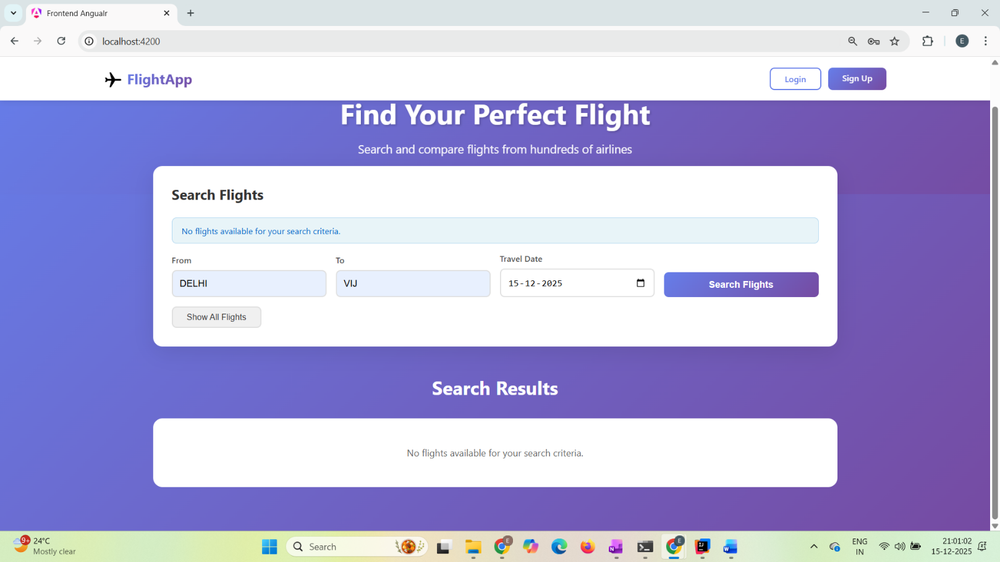 Frontend Angualr
localhost:4200
E
FlightApp
Login
Sign Up
Find Your Perfect Flight
Search and compare flights from hundreds of airlines
Search Flights
No flights available for your search criteria.
From
To
Travel Date
DELHI
VIJ
15-12-2025
Search Flights
Show All Flights
Search Results
No flights available for your search criteria.
9+
24°C
Mostly clear
Search
E
N
E
IJ
W
ENG
IN
21:01:02
15-12-2025